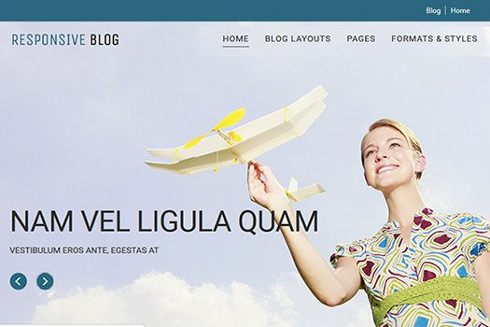 Blog | Home
RESPONSIVE BLOG
HOME BLOG LAYOUTS PAGES FORMATS & STYLES
NAM VEL LIGULA QUAM
VESTIBULUM EROS ANTE, EGESTAS AT